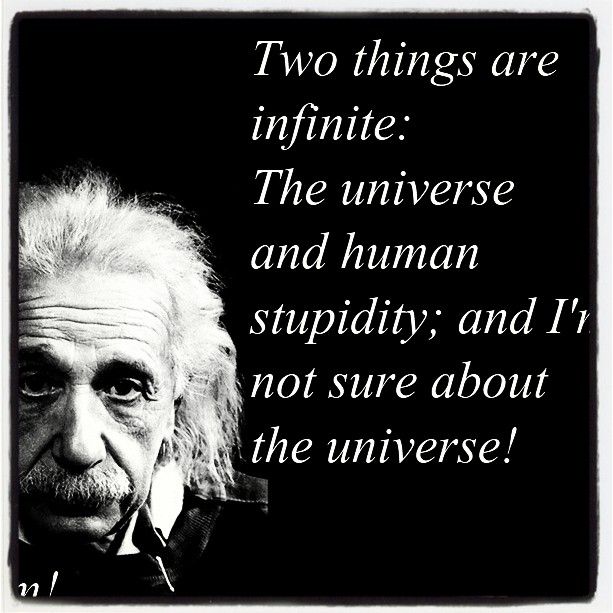 Two things are
infinite:
The universe
and human
stupidity; and I'm
not sure about
the universe!
n!